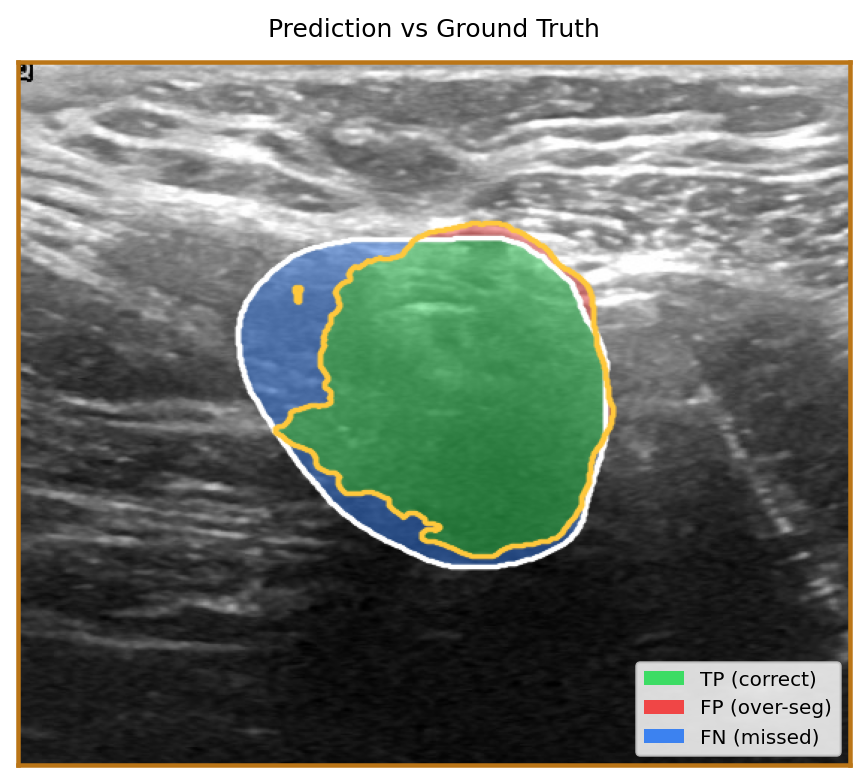 Prediction vs Ground Truth
TP (correct)
FP (over-seg)
FN (missed)